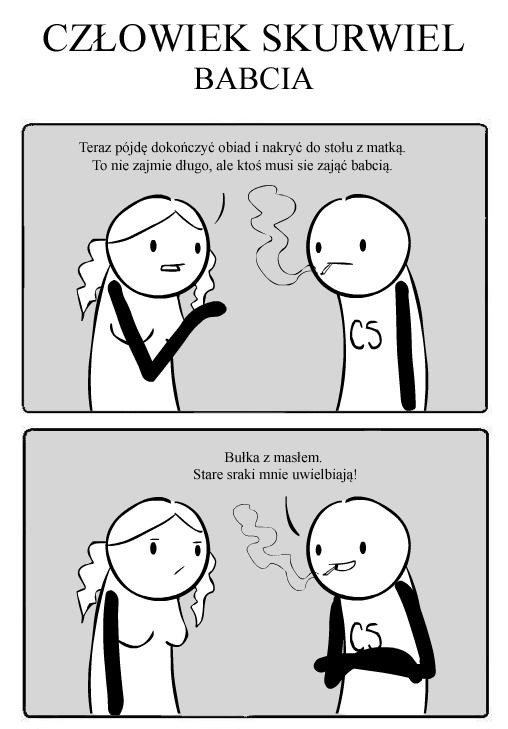 CZŁOWIEK SKURWIEL
BABCIA
Teraz pójdę dokończyć obiad i nakryć do stołu z matką.
To nie zajmie długo, ale ktoś musi sie zająć babcią.
CS
Bułka z masłem.
Stare sraki mnie uwielbiają!
CS